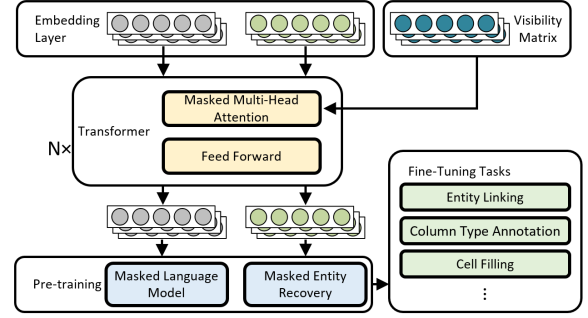 Embedding
Layer
Visibility
Matrix
N×
Transformer
Masked Multi-Head
Attention
Feed Forward
Fine-Tuning Tasks
Entity Linking
Column Type Annotation
Cell Filling
⋮
Pre-training
Masked Language
Model
Masked Entity
Recovery